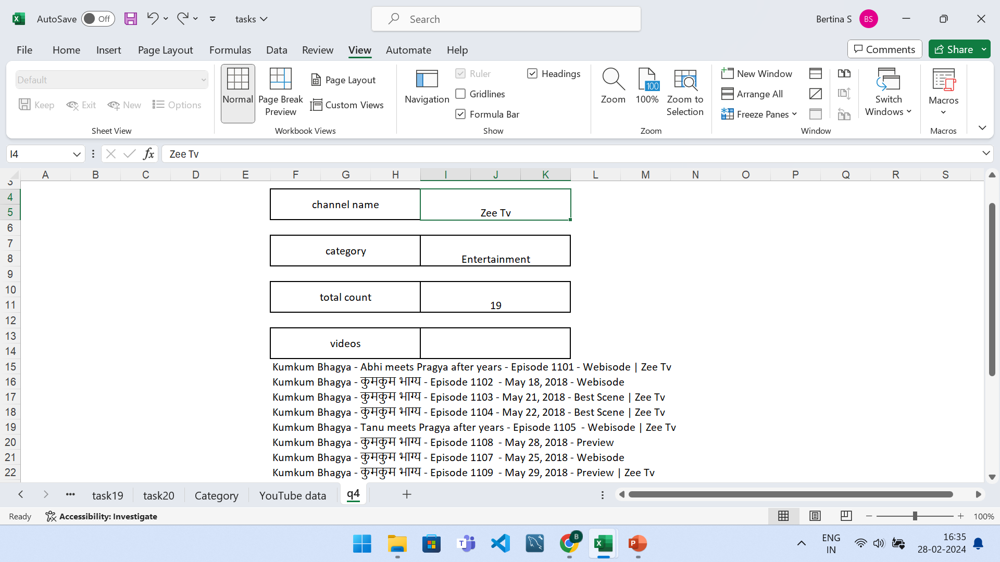 AutoSave Off tasks Search Bertina S BS
File Home Insert Page Layout Formulas Data Review View Automate Help Comments Share
Default
Keep Exit New Options
Sheet View
Normal
Page Break Preview
Page Layout
Custom Views
Workbook Views
Navigation
Ruler
Gridlines
Formula Bar
Headings
Show
Zoom
100
100%
Zoom to Selection
Zoom
New Window
Arrange All
Freeze Panes
Switch Windows
Window
Macros
Macros
I4 fx Zee Tv
A B C D E F G H I J K L M N O P Q R S
3
4 channel name
5 Zee Tv
6
7 category
8 Entertainment
9
10 total count
11 19
12
13 videos
14
15 Kumkum Bhagya - Abhi meets Pragya after years - Episode 1101 - Webisode | Zee Tv
16 Kumkum Bhagya - कुमकुम भाग्य - Episode 1102  - May 18, 2018 - Webisode
17 Kumkum Bhagya - कुमकुम भाग्य - Episode 1103 - May 21, 2018 - Best Scene | Zee Tv
18 Kumkum Bhagya - कुमकुम भाग्य - Episode 1104 - May 22, 2018 - Best Scene | Zee Tv
19 Kumkum Bhagya - Tanu meets Pragya after years - Episode 1105  - Webisode | Zee Tv
20 Kumkum Bhagya - कुमकुम भाग्य - Episode 1108  - May 28, 2018 - Preview
21 Kumkum Bhagya - कुमकुम भाग्य - Episode 1107  - May 25, 2018 - Webisode
22 Kumkum Bhagya - कुमकुम भाग्य - Episode 1109  - May 29, 2018 - Preview | Zee Tv
task19 task20 Category YouTube data q4
Ready Accessibility: Investigate 100%
B
ENG IN
16:35
28-02-2024